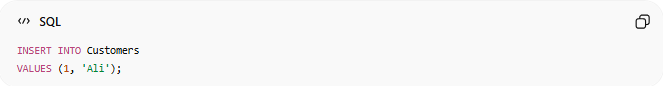 </> SQL
INSERT INTO Customers
VALUES (1, 'Ali');